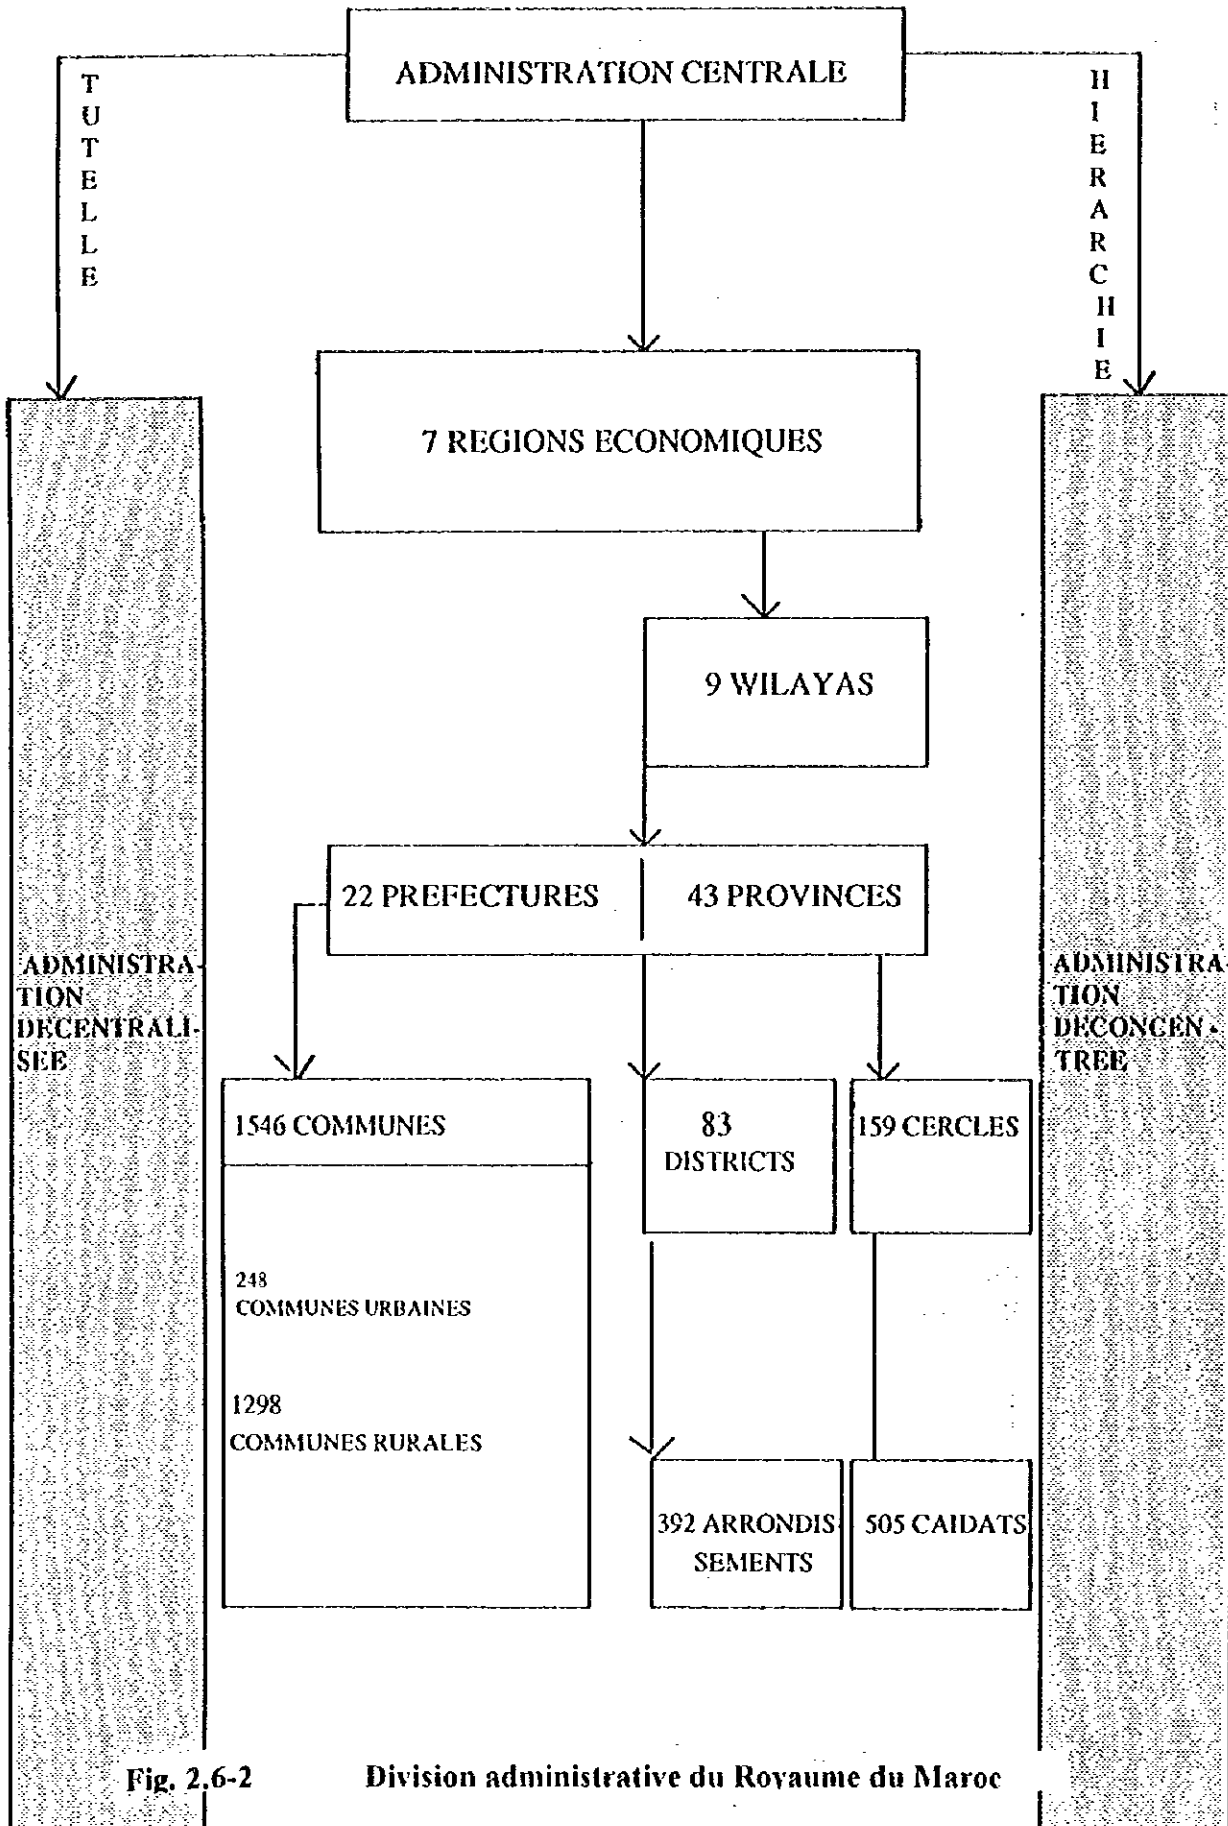 ADMINISTRATION CENTRALE
TUTELLE
HIERARCHIE
7 REGIONS ECONOMIQUES
9 WILAYAS
22 PREFECTURES
43 PROVINCES
ADMINISTRA-
TION
DECENTRALI-
SEE
ADMINISTRA-
TION
DECONCEN-
TREE
1546 COMMUNES
248
COMMUNES URBAINES
1298
COMMUNES RURALES
83
DISTRICTS
159 CERCLES
392 ARRONDIS-
SEMENTS
505 CAIDATS
Fig. 2.6-2 Division administrative du Royaume du Maroc